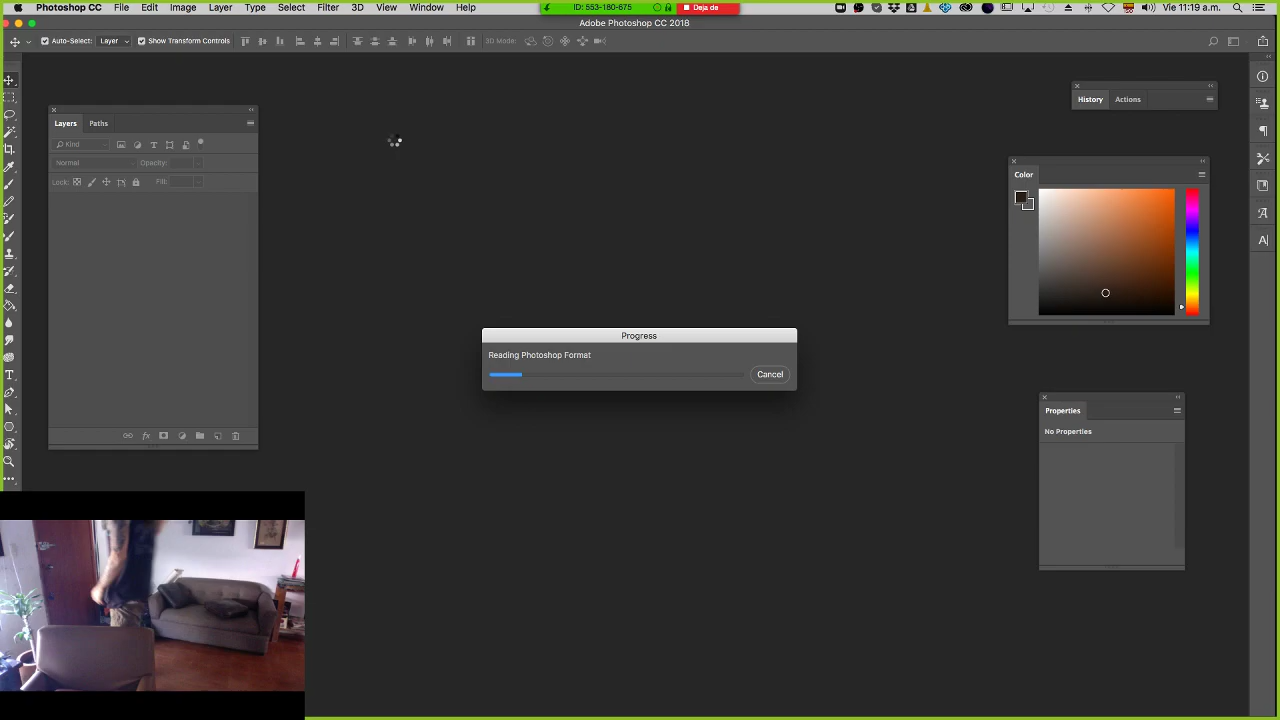 Photoshop CC File Edit Image Layer Type Select Filter 3D View Window Help ID: 553-180-675 Deja de Vie 11:19 a.m.
Adobe Photoshop CC 2018
Auto-Select: Layer Show Transform Controls 3D Mode:
Layers Paths
Kind
Normal Opacity:
Lock: Fill:
History Actions
Color
Progress
Reading Photoshop Format
Cancel
Properties
No Properties